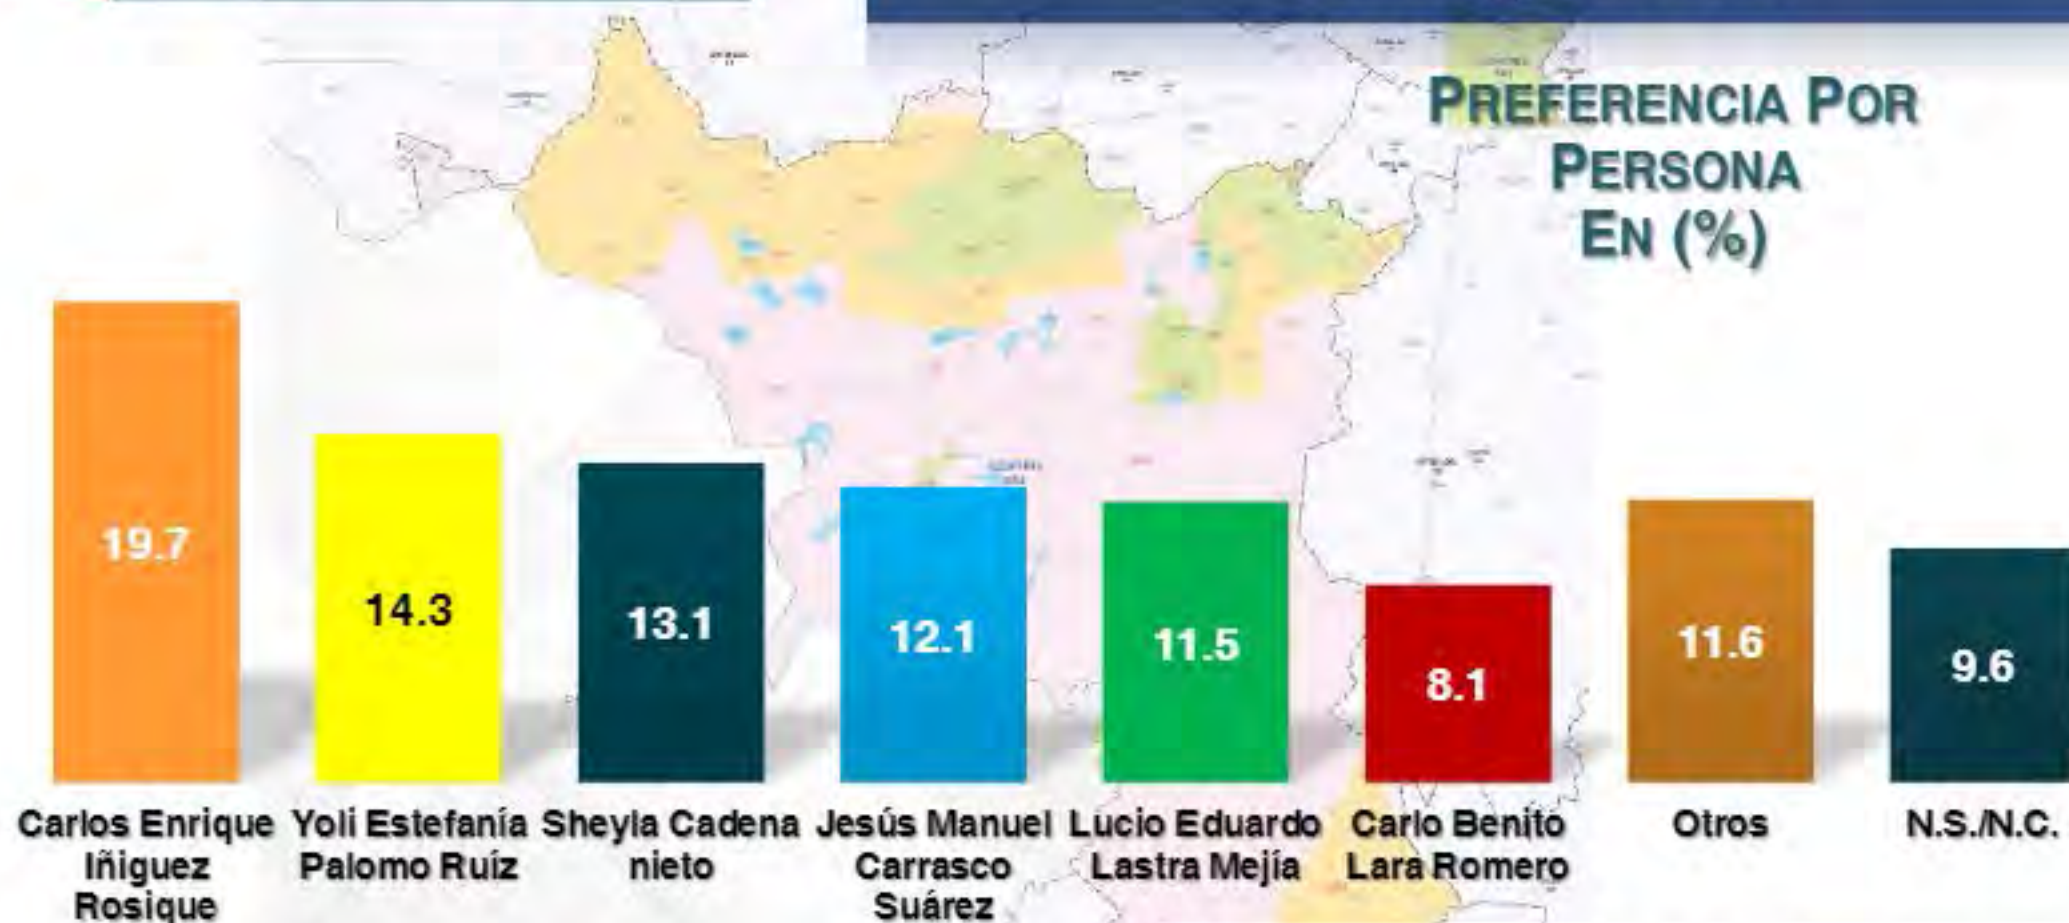 PREFERENCIA POR
PERSONA
EN (%)
19.7
14.3
13.1
12.1
11.5
8.1
11.6
9.6
Carlos Enrique
Iñiguez
Rosique
Yoli Estefanía
Palomo Ruíz
Sheyla Cadena
nieto
Jesús Manuel
Carrasco
Suárez
Lucio Eduardo
Lastra Mejía
Carlo Benito
Lara Romero
Otros
N.S./N.C.